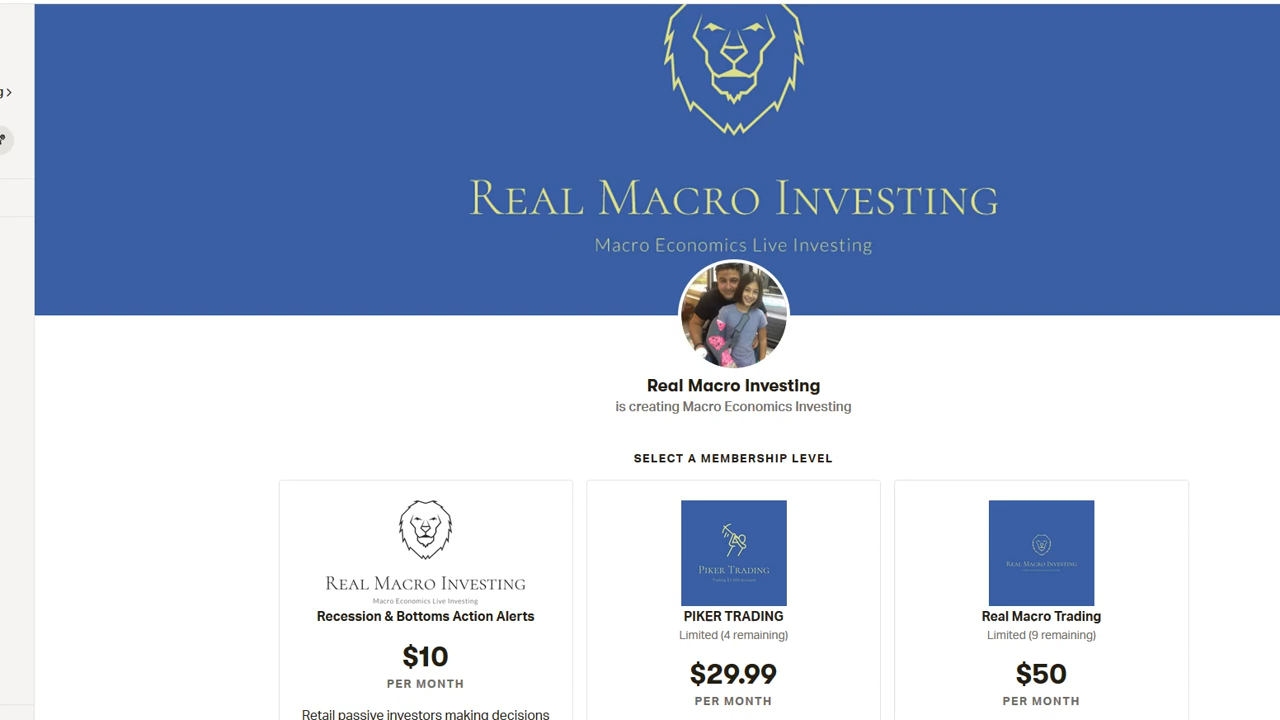 g
REAL MACRO INVESTING
Macro Economics Live Investing
Real Macro Investing
is creating Macro Economics Investing
SELECT A MEMBERSHIP LEVEL
REAL MACRO INVESTING
Macro Economics Live Investing
Recession & Bottoms Action Alerts
$10
PER MONTH
Retail passive investors making decisions
PIKER TRADING
PIKER TRADING
Limited (4 remaining)
$29.99
PER MONTH
REAL MACRO INVESTING
Real Macro Trading
Limited (9 remaining)
$50
PER MONTH